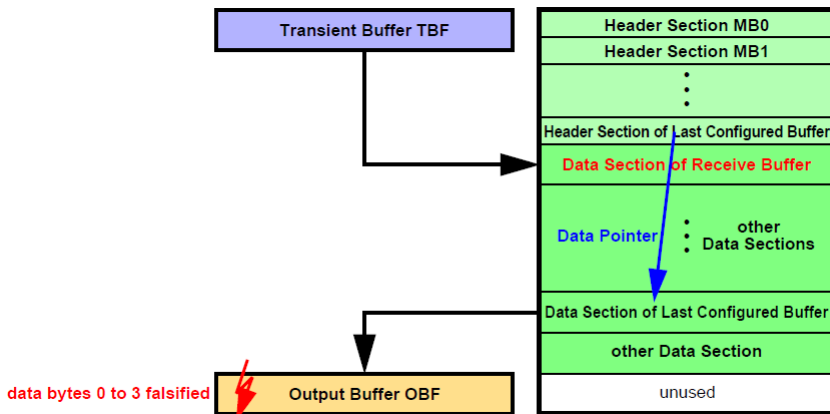 Transient Buffer TBF
Header Section MB0
Header Section MB1
Header Section of Last Configured Buffer
Data Section of Receive Buffer
Data Pointer
other
Data Sections
Data Section of Last Configured Buffer
other Data Section
data bytes 0 to 3 falsified
Output Buffer OBF
unused